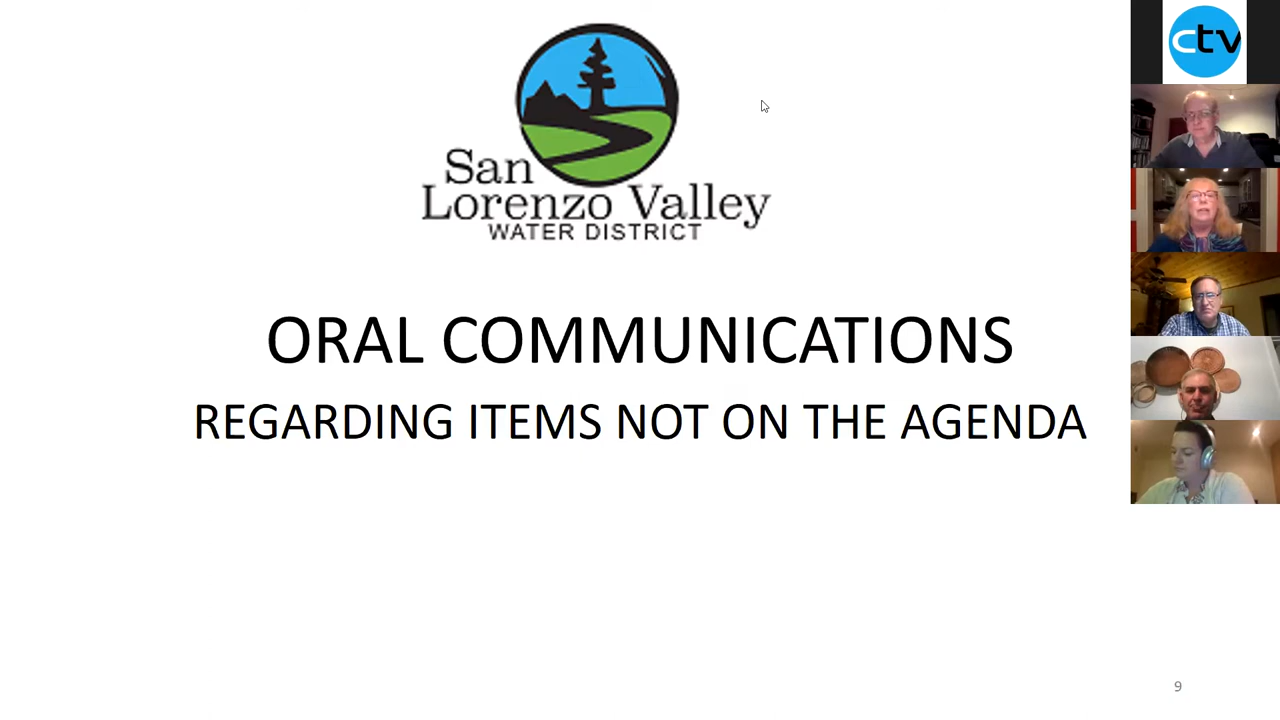 San
Lorenzo Valley
WATER DISTRICT
ctv
ORAL COMMUNICATIONS
REGARDING ITEMS NOT ON THE AGENDA
9